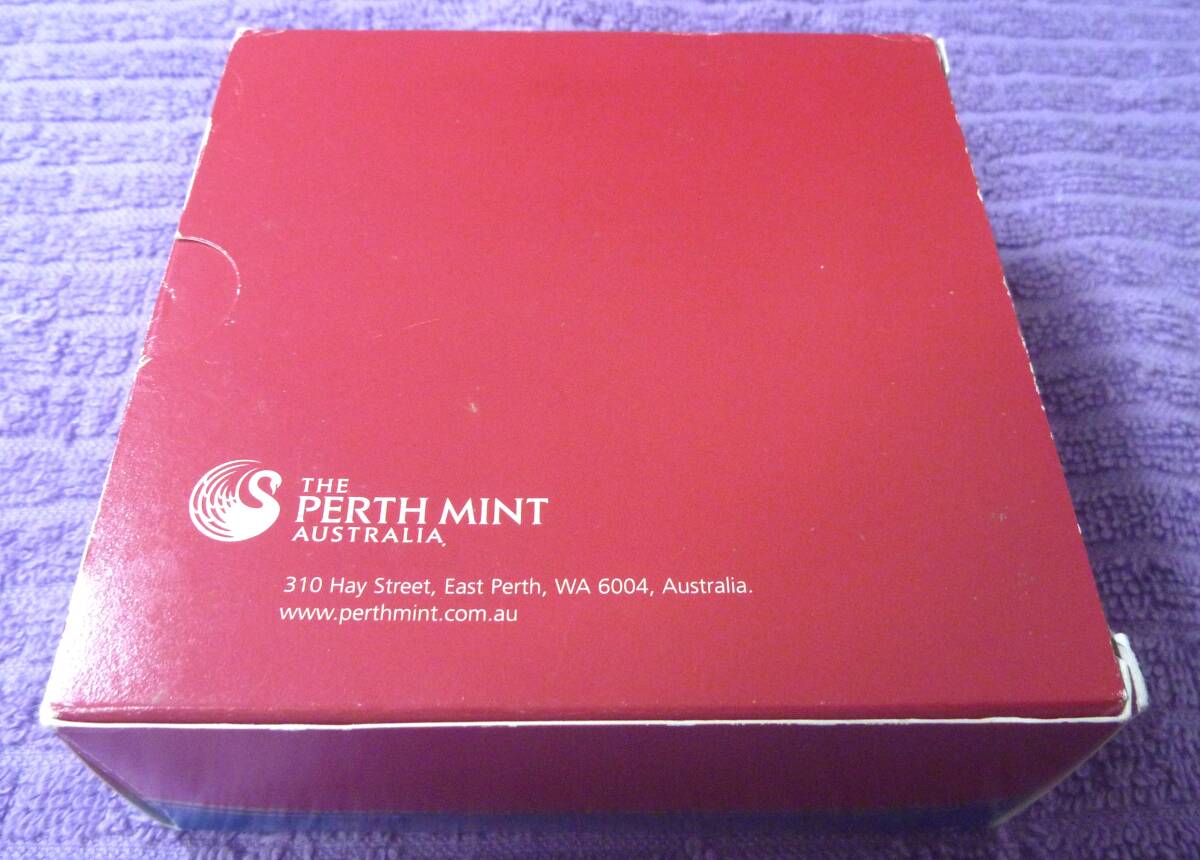 THE
PERTH MINT
AUSTRALIA
310 Hay Street, East Perth, WA 6004, Australia.
www.perthmint.com.au